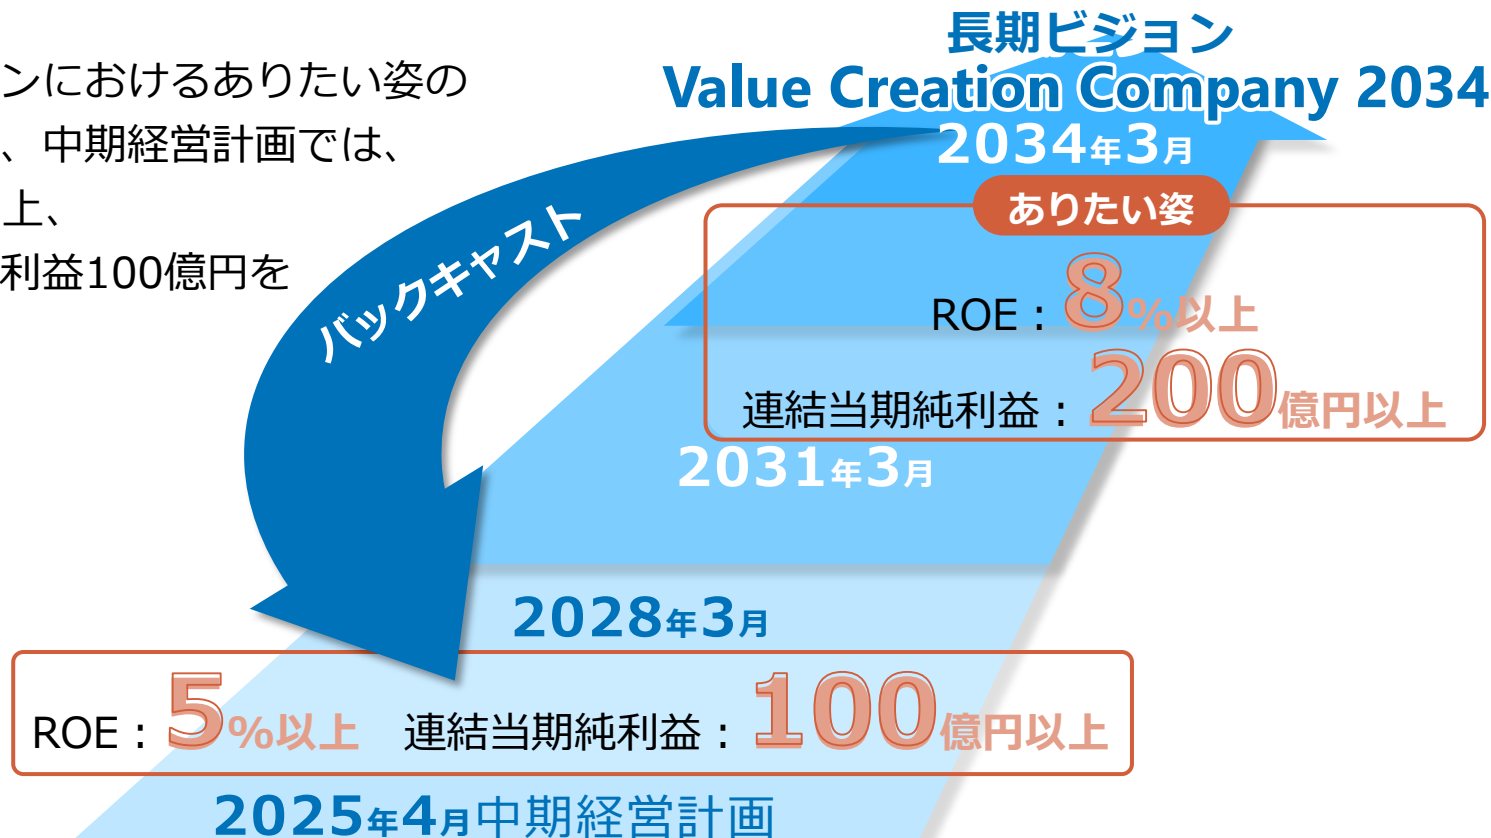 長期ビジョン
Value Creation Company 2034
ンにおけるありたい姿の
、中期経営計画では、
上、
利益100億円を
2034年3月
ありたい姿
バックキャスト
ROE：8%以上
連結当期純利益：200億円以上
2031年3月
2028年3月
ROE：5%以上 連結当期純利益：100億円以上
2025年4月中期経営計画